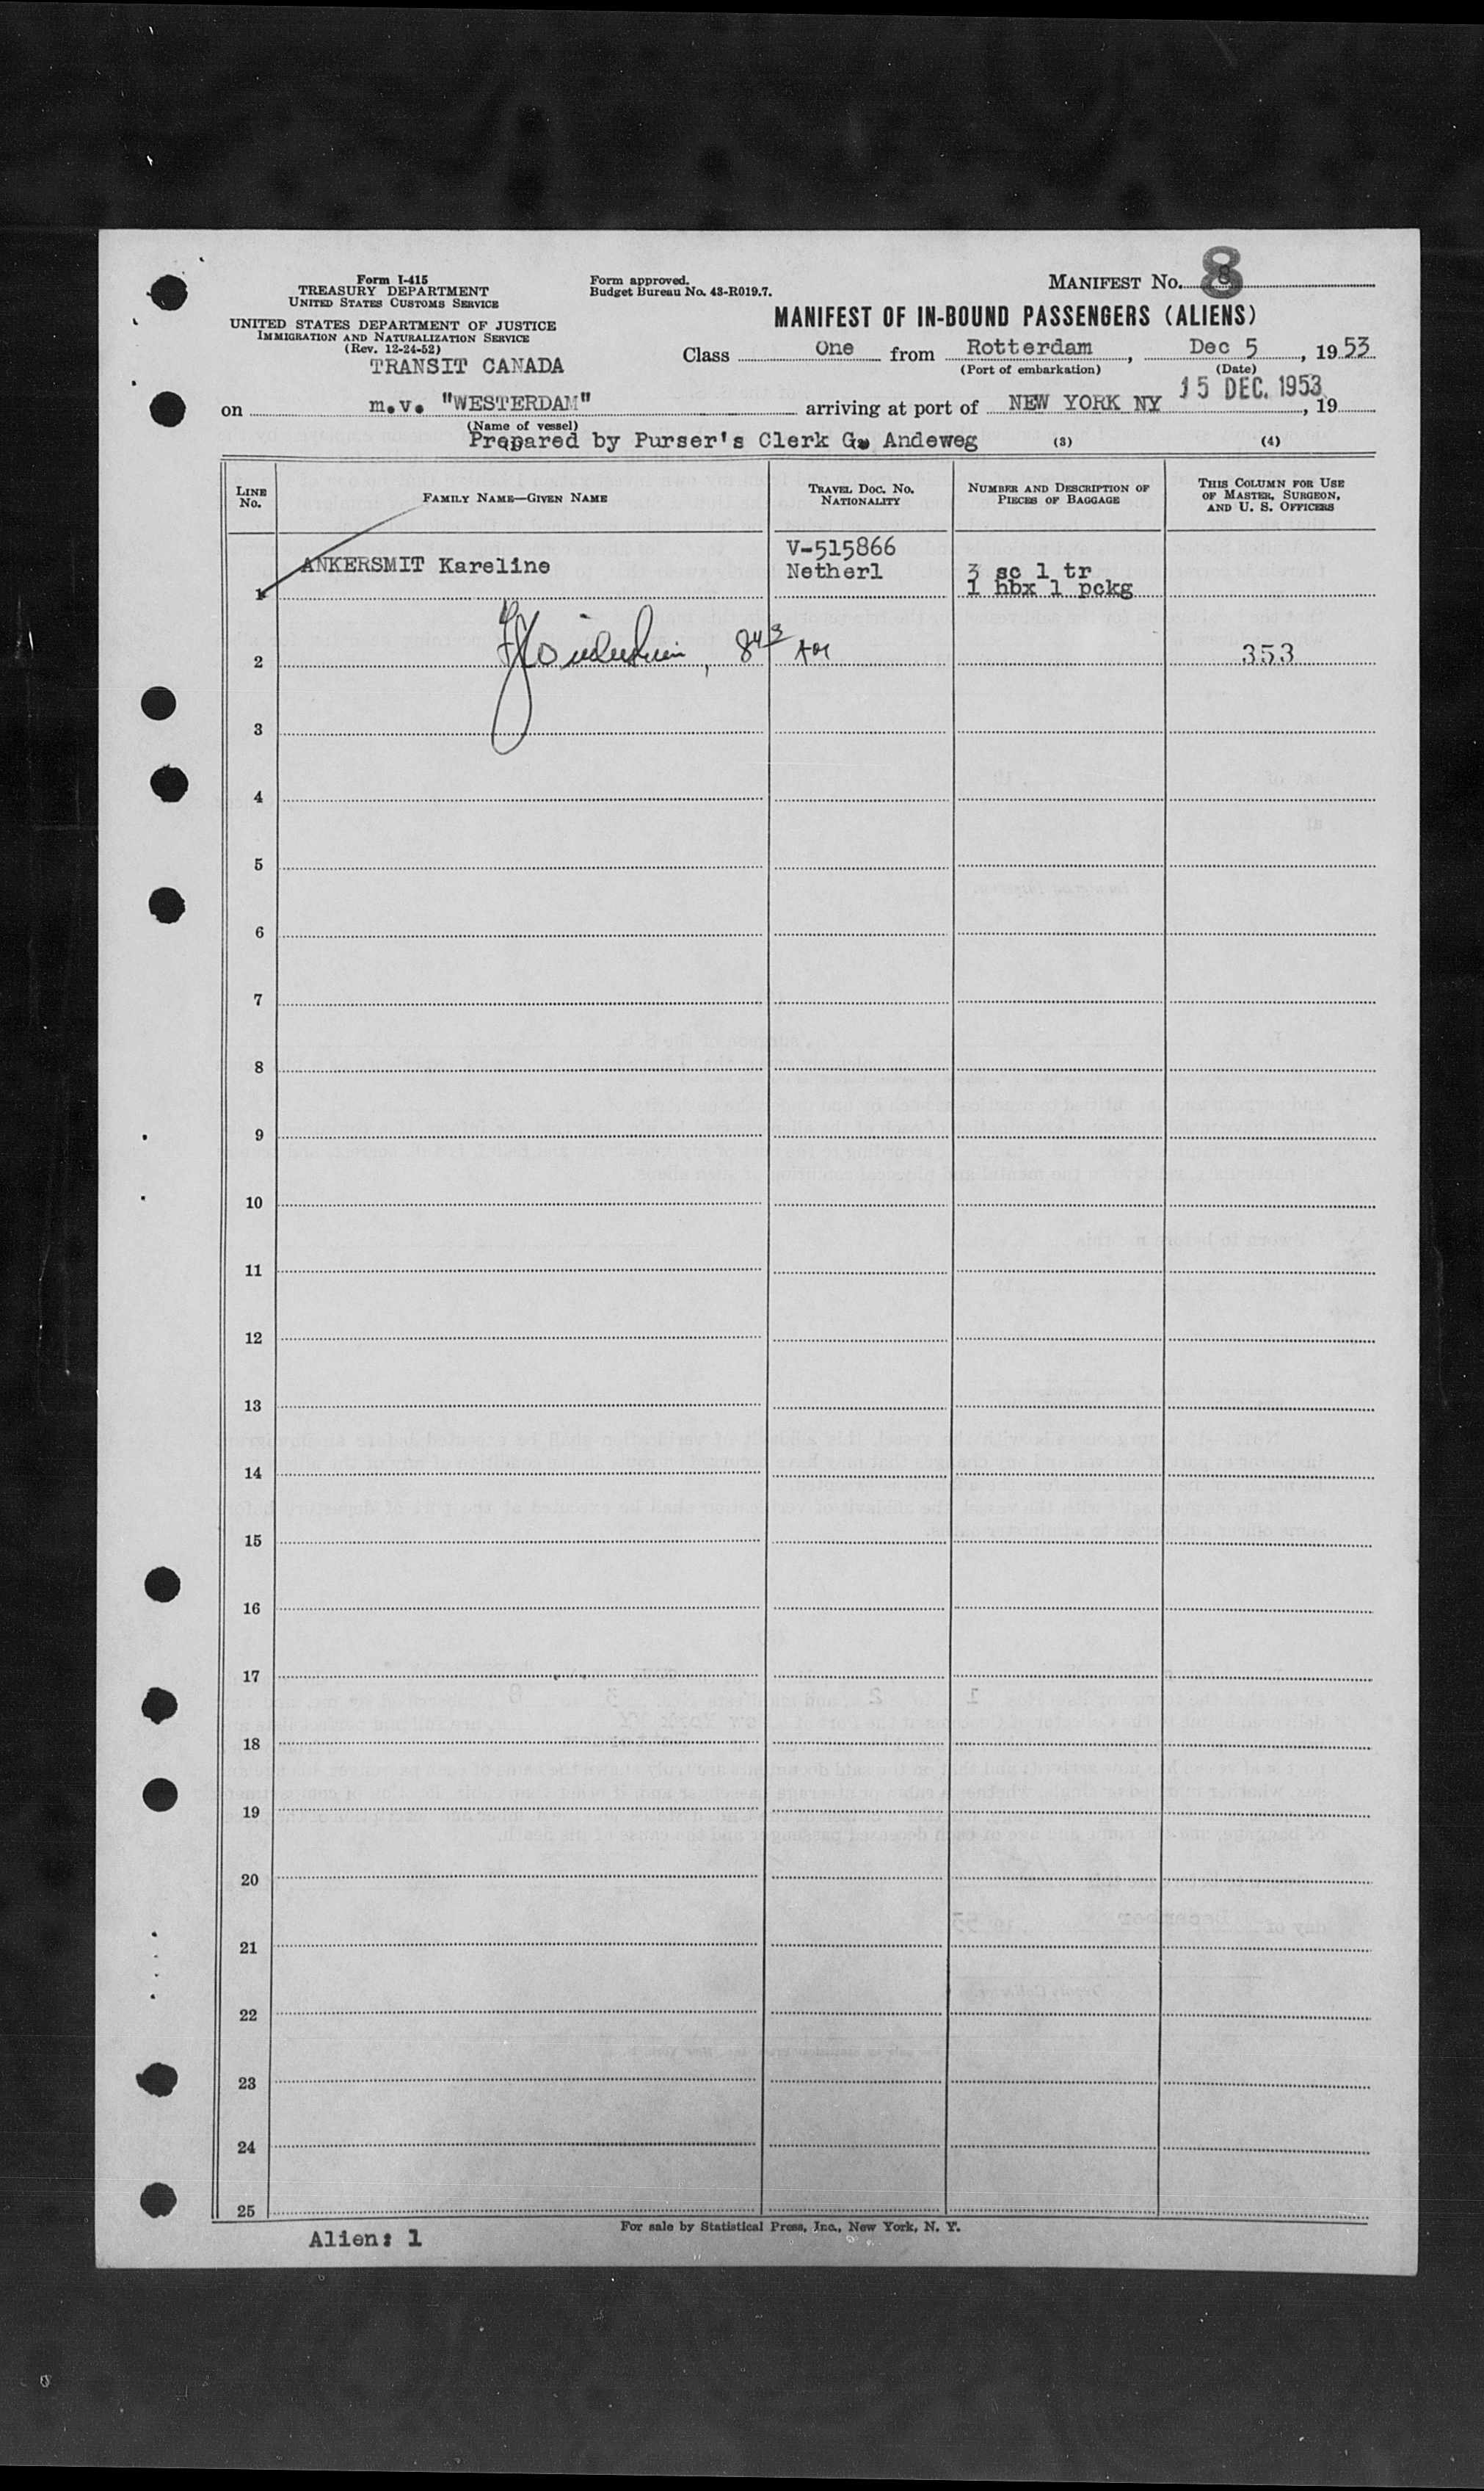 Form I-415
TREASURY DEPARTMENT
UNITED STATES CUSTOMS SERVICE
UNITED STATES DEPARTMENT OF JUSTICE
IMMIGRATION AND NATURALIZATION SERVICE
(Rev. 12-24-52)
TRANSIT CANADA
Form approved.
Budget Bureau No. 43-R019.7.
MANIFEST No. 8
8
MANIFEST OF IN-BOUND PASSENGERS (ALIENS)
Class One from Rotterdam, Dec 5, 1953
(Port of embarkation) (Date)
15 DEC. 1953
on m.v. "WESTERDAM" arriving at port of NEW YORK NY, 19
(Name of vessel)
Prepared by Purser's Clerk G. Andeweg (3) (4)
LINE No. FAMILY NAME—GIVEN NAME TRAVEL DOC. NO. NATIONALITY NUMBER AND DESCRIPTION OF PIECES OF BAGGAGE THIS COLUMN FOR USE OF MASTER, SURGEON, AND U. S. OFFICERS
V-515866
ANKERSMIT Kareline Netherl 3 sc 1 tr
1 1 hbx 1 pckg
2 353
3
4
5
6
7
8
9
10
11
12
13
14
15
16
17
18
19
20
21
22
23
24
25
For sale by Statistical Press, Inc., New York, N. Y.
Alien: 1